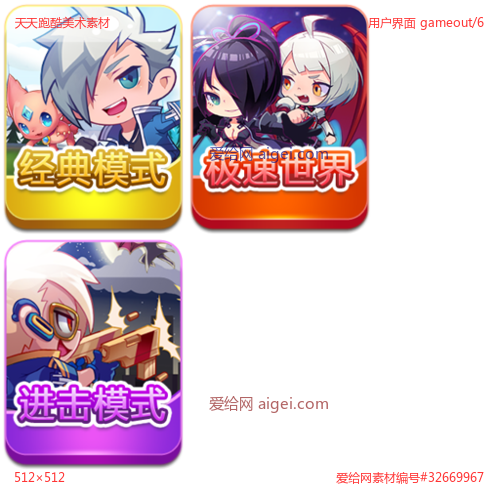 天天跑酷美术素材
用户界面 gameout/6
经典模式
爱给网 aigei.com
极速世界
进击模式
爱给网 aigei.com
512×512
爱给网素材编号#32669967